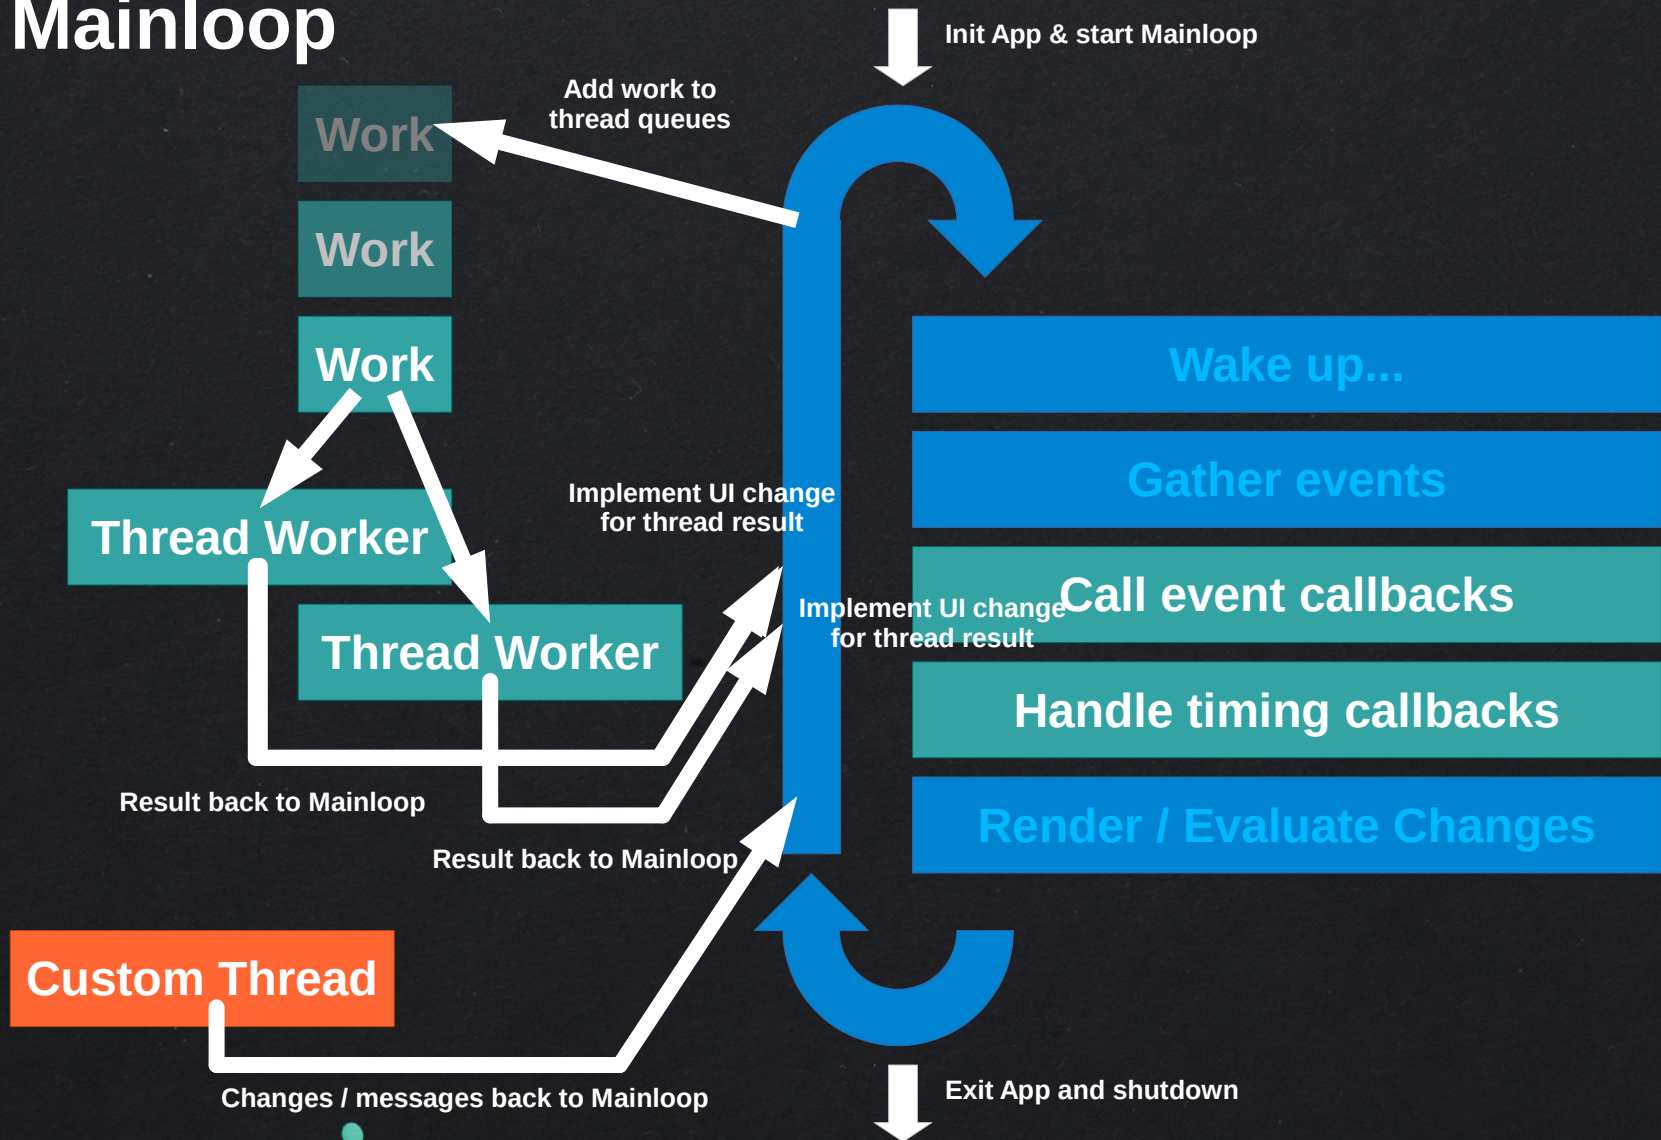 Mainloop
Init App & start Mainloop
Add work to
thread queues
Work
Work
Work
Wake up...
Gather events
Implement UI change
for thread result
Thread Worker
Call event callbacks
Implement UI change
for thread result
Thread Worker
Handle timing callbacks
Result back to Mainloop
Render / Evaluate Changes
Result back to Mainloop
Custom Thread
Changes / messages back to Mainloop
Exit App and shutdown